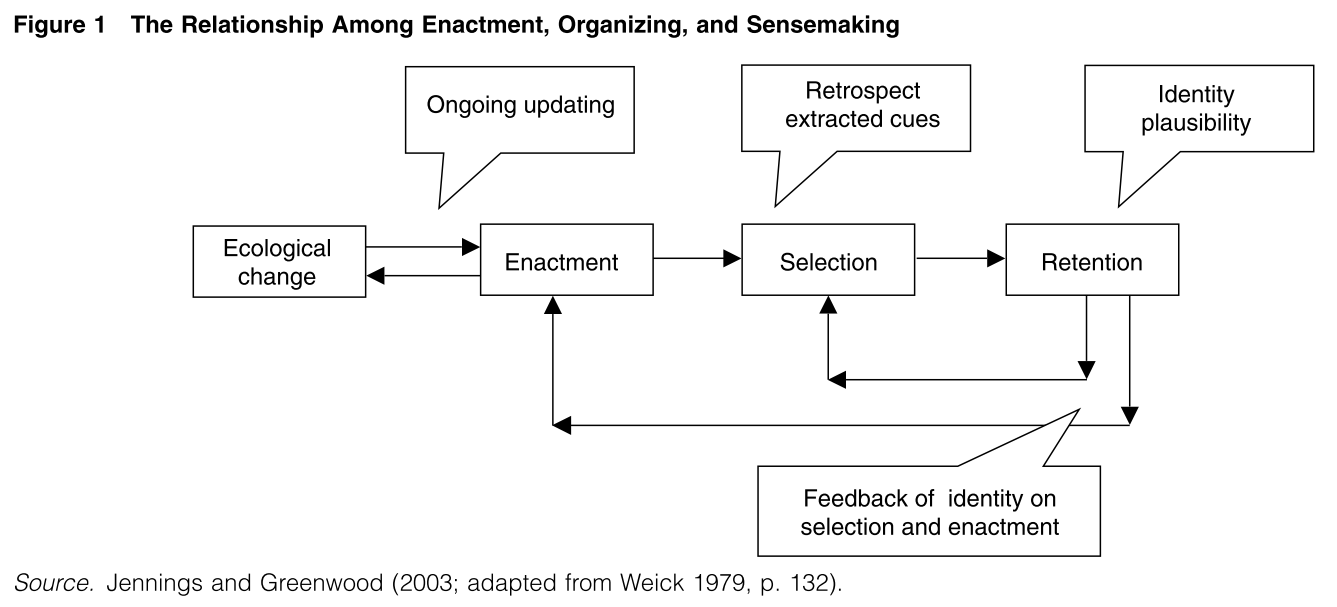 Figure 1 The Relationship Among Enactment, Organizing, and Sensemaking
Ongoing updating
Retrospect
extracted cues
Identity
plausibility
Ecological
change
Enactment
Selection
Retention
Feedback of identity on
selection and enactment
Source. Jennings and Greenwood (2003; adapted from Weick 1979, p. 132).